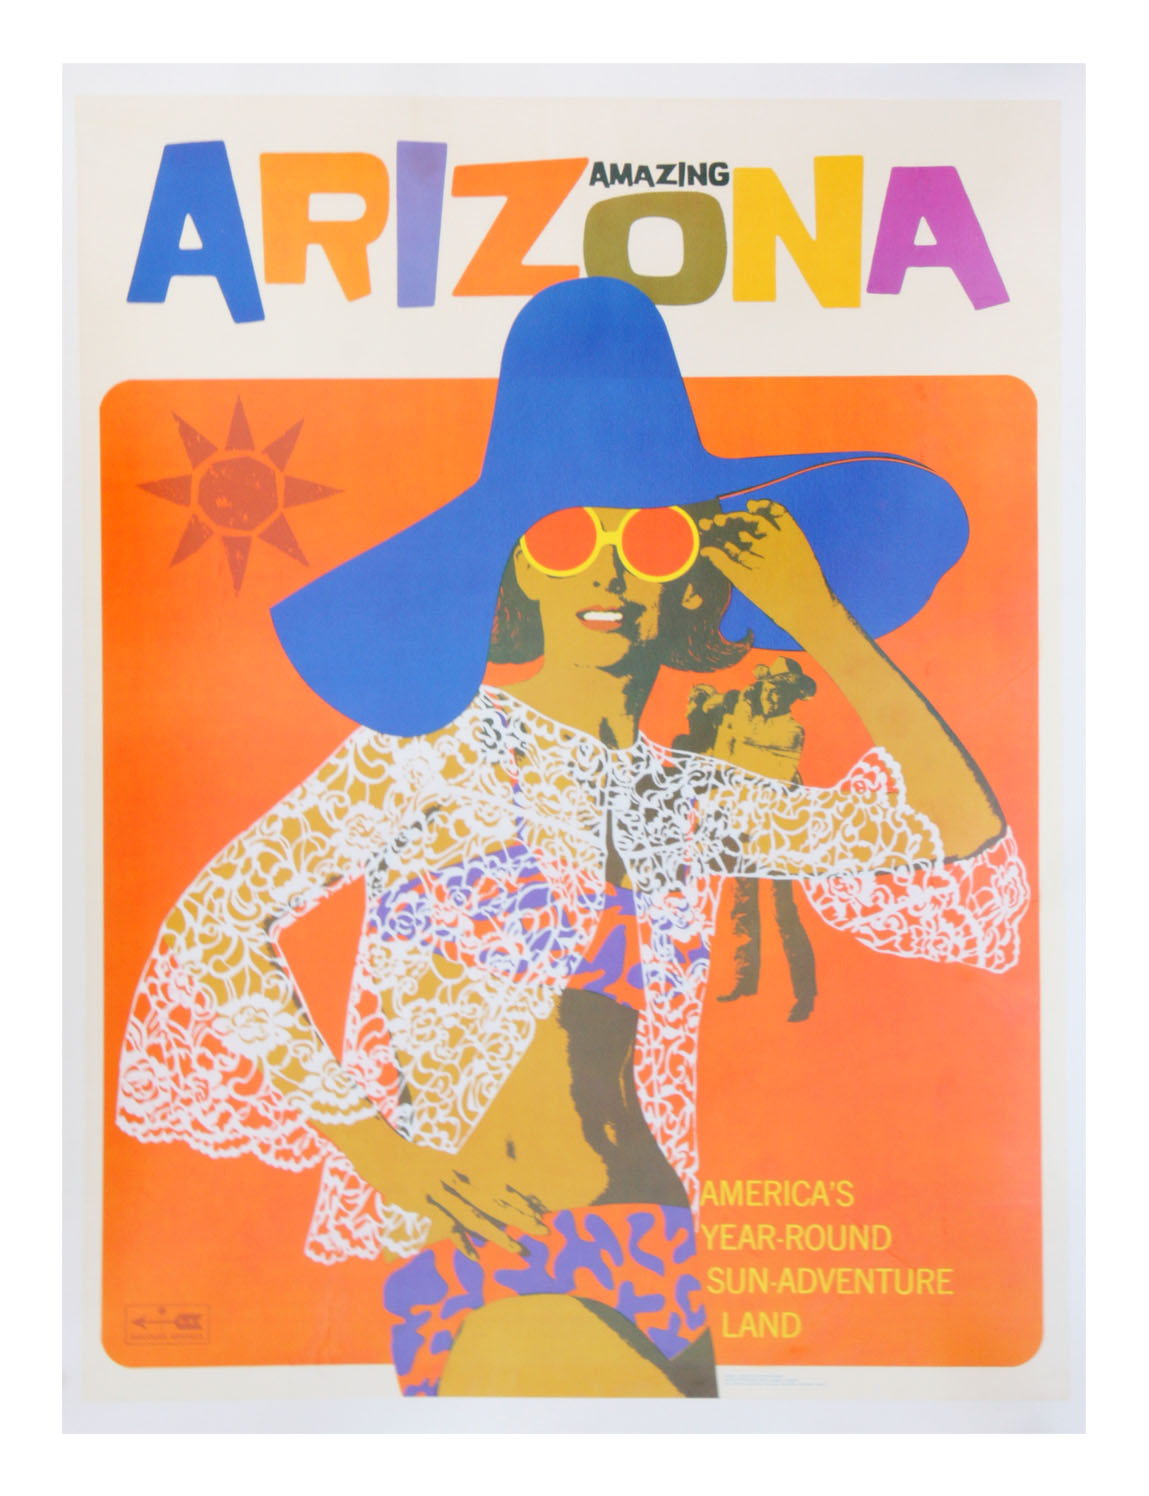 AMAZING
ARIZONA
AMERICA'S
YEAR-ROUND
SUN-ADVENTURE
LAND